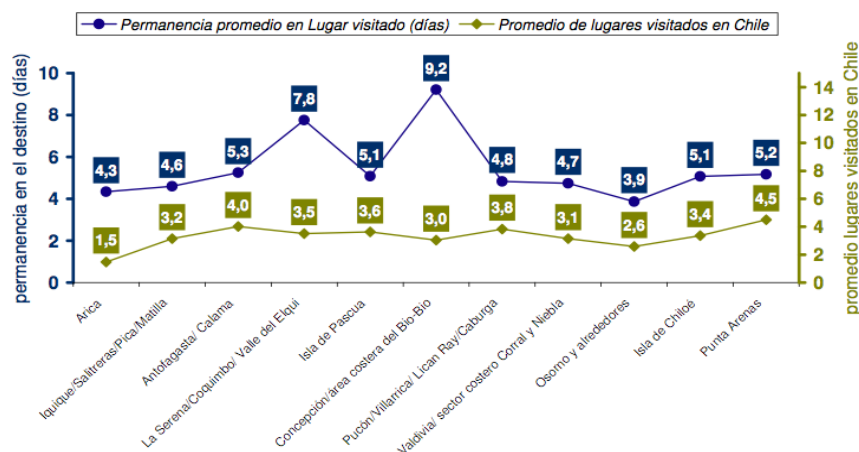 Permanencia promedio en Lugar visitado (días) Promedio de lugares visitados en Chile
permanencia en el destino (días)
10
8
6
4
2
0
4,3 4,6 5,3 7,8 5,1 9,2 4,8 4,7 3,9 5,1 5,2
1,5 3,2 4,0 3,5 3,6 3,0 3,8 3,1 2,6 3,4 4,5
14
12
10
8
6
4
2
0
promedio lugares visitados en Chile
Arica
Iquique/Salitreras/Pica/Matilla
Antofagasta/ Calama
La Serena/Coquimbo/ Valle del Elqui
Isla de Pascua
Concepción/área costera del Bío-Bío
Pucón/Villarrica/ Lican Ray/Caburga
Valdivia/ sector costero Corral y Niebla
Osorno y alrededores
Isla de Chiloé
Punta Arenas